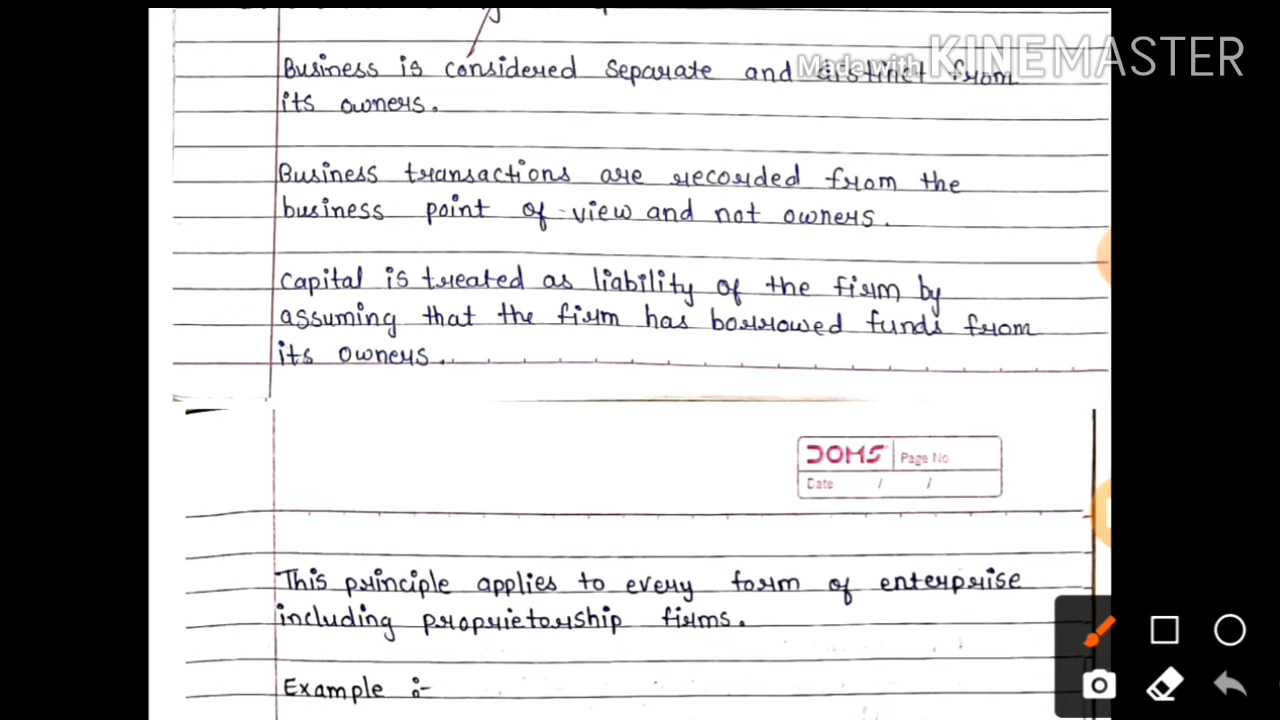 Made with KINEMASTER
Business is considered separate and distinct from
its owners.
Business transactions are recorded from the
business point of view and not owners.
Capital is treated as liability of the firm by
assuming that the firm has borrowed funds from
its owners.
DOMS Page No
Date / /
This principle applies to every form of enterprise
including proprietorship firms.
Example :-